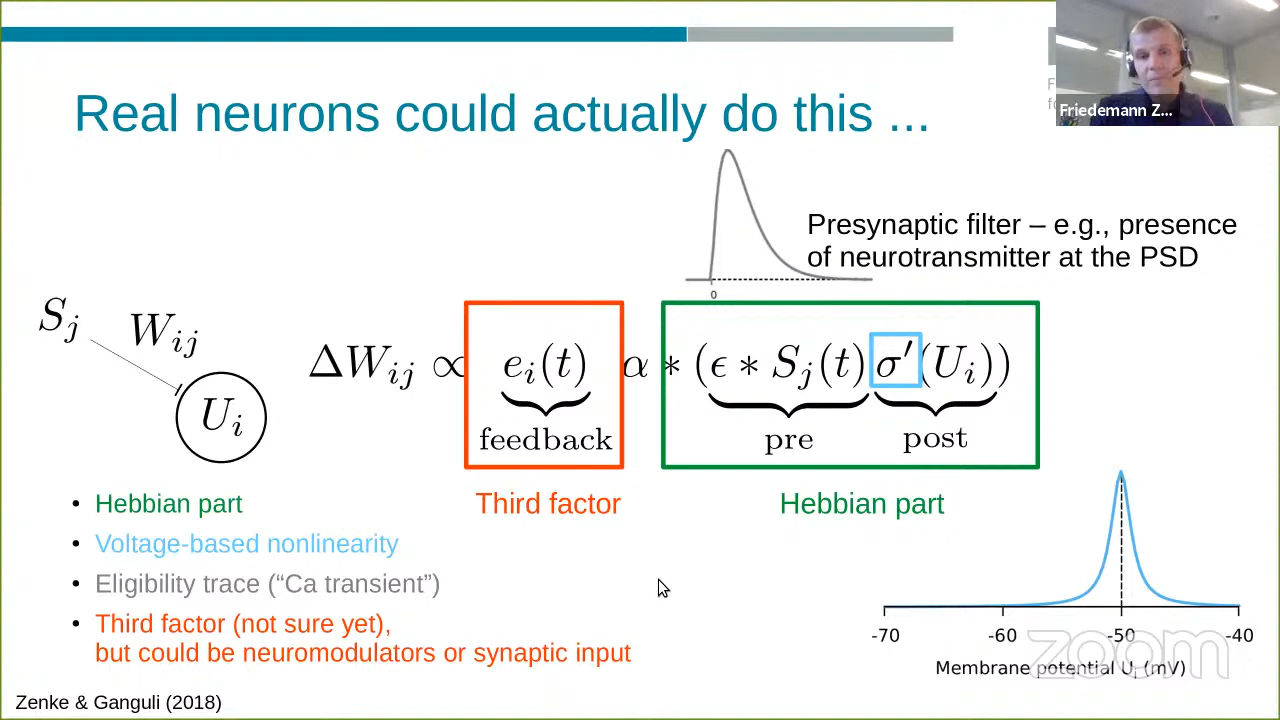 Friedemann Z...
Real neurons could actually do this ...
Presynaptic filter – e.g., presence
of neurotransmitter at the PSD
0
S_j
W_ij
U_i
ΔW_ij ∝ e_i(t) α ∗ (ϵ ∗ S_j(t) σ′(U_i))
feedback
pre
post
Third factor
Hebbian part
• Hebbian part
• Voltage-based nonlinearity
• Eligibility trace (“Ca transient”)
• Third factor (not sure yet),
but could be neuromodulators or synaptic input
-70 -60 -50 -40
Membrane potential U_i (mV)
zoom
Zenke & Ganguli (2018)